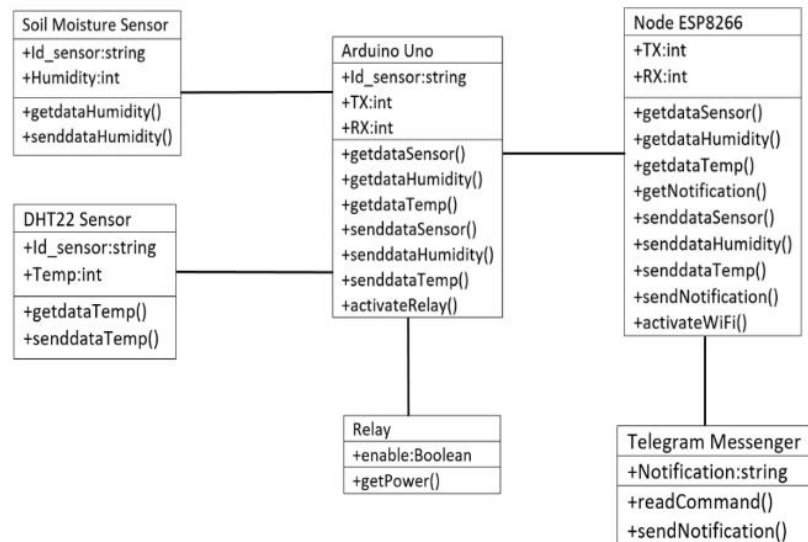 Soil Moisture Sensor
+Id_sensor:string
+Humidity:int
+getdataHumidity()
+senddataHumidity()
DHT22 Sensor
+Id_sensor:string
+Temp:int
+getdataTemp()
+senddataTemp()
Arduino Uno
+Id_sensor:string
+TX:int
+RX:int
+getdataSensor()
+getdataHumidity()
+getdataTemp()
+senddataSensor()
+senddataHumidity()
+senddataTemp()
+activateRelay()
Relay
+enable:Boolean
+getPower()
Node ESP8266
+TX:int
+RX:int
+getdataSensor()
+getdataHumidity()
+getdataTemp()
+getNotification()
+senddataSensor()
+senddataHumidity()
+senddataTemp()
+sendNotification()
+activateWiFi()
Telegram Messenger
+Notification:string
+readCommand()
+sendNotification()